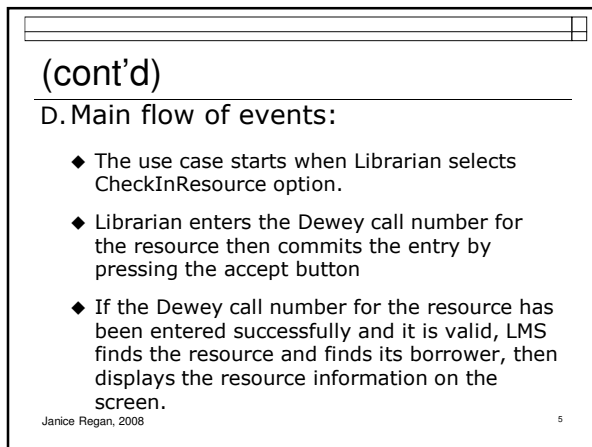 (cont'd)
D. Main flow of events:
◆ The use case starts when Librarian selects
CheckInResource option.
◆ Librarian enters the Dewey call number for
the resource then commits the entry by
pressing the accept button
◆ If the Dewey call number for the resource has
been entered successfully and it is valid, LMS
finds the resource and finds its borrower, then
displays the resource information on the
screen.
Janice Regan, 2008
5